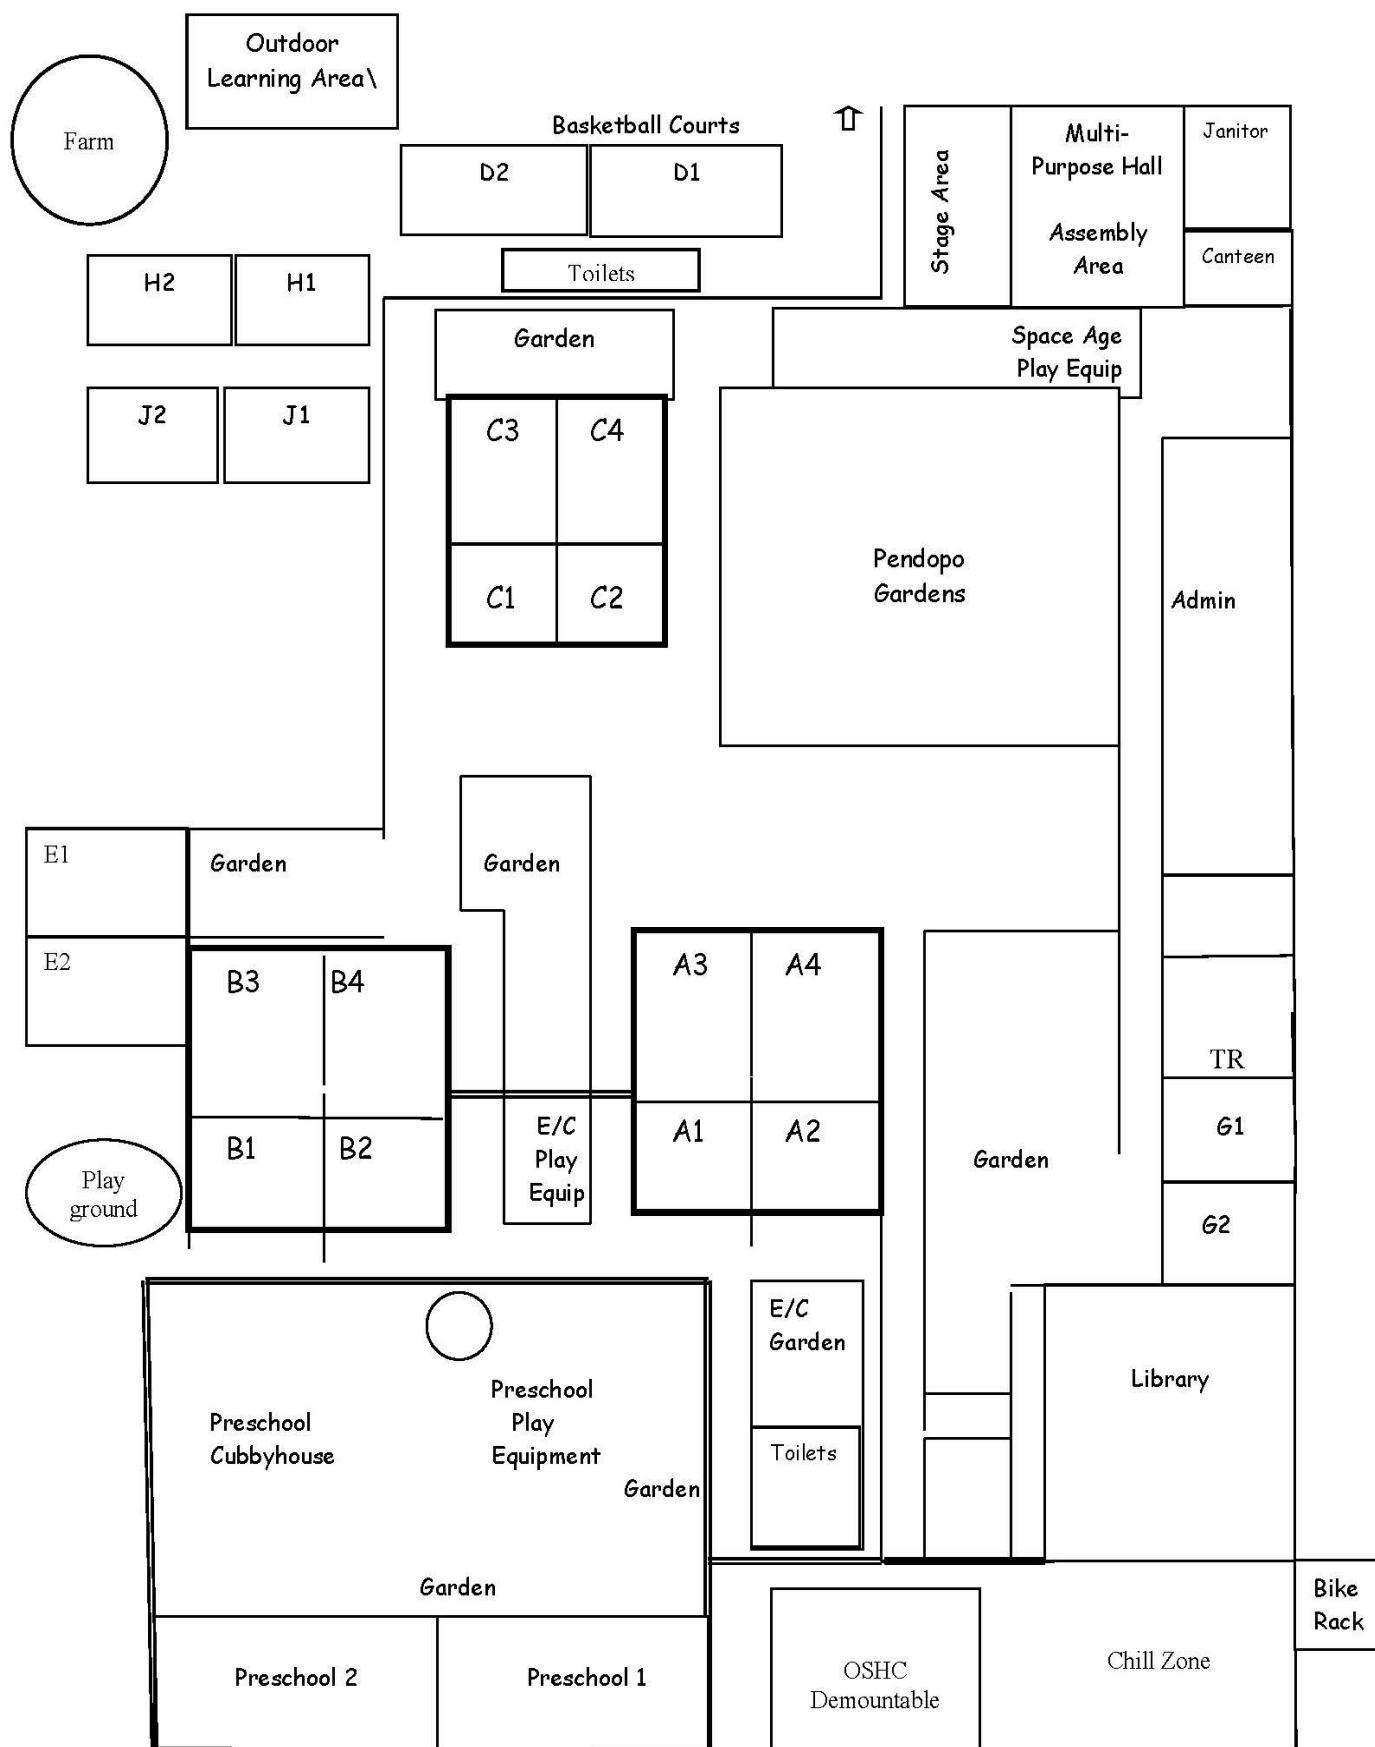 Outdoor
Learning Area\
Farm
Basketball Courts
D2
D1
Toilets
Stage Area
Multi-
Purpose Hall
Assembly
Area
Janitor
Canteen
H2
H1
J2
J1
Garden
Space Age
Play Equip
C3
C4
C1
C2
Pendopo
Gardens
Admin
E1
E2
Garden
Garden
B3
B4
B1
B2
A3
A4
A1
A2
E/C
Play
Equip
Play
ground
Garden
TR
G1
G2
E/C
Garden
Toilets
Library
Preschool
Cubbyhouse
Preschool
Play
Equipment
Garden
Garden
Preschool 2
Preschool 1
OSHC
Demountable
Chill Zone
Bike
Rack